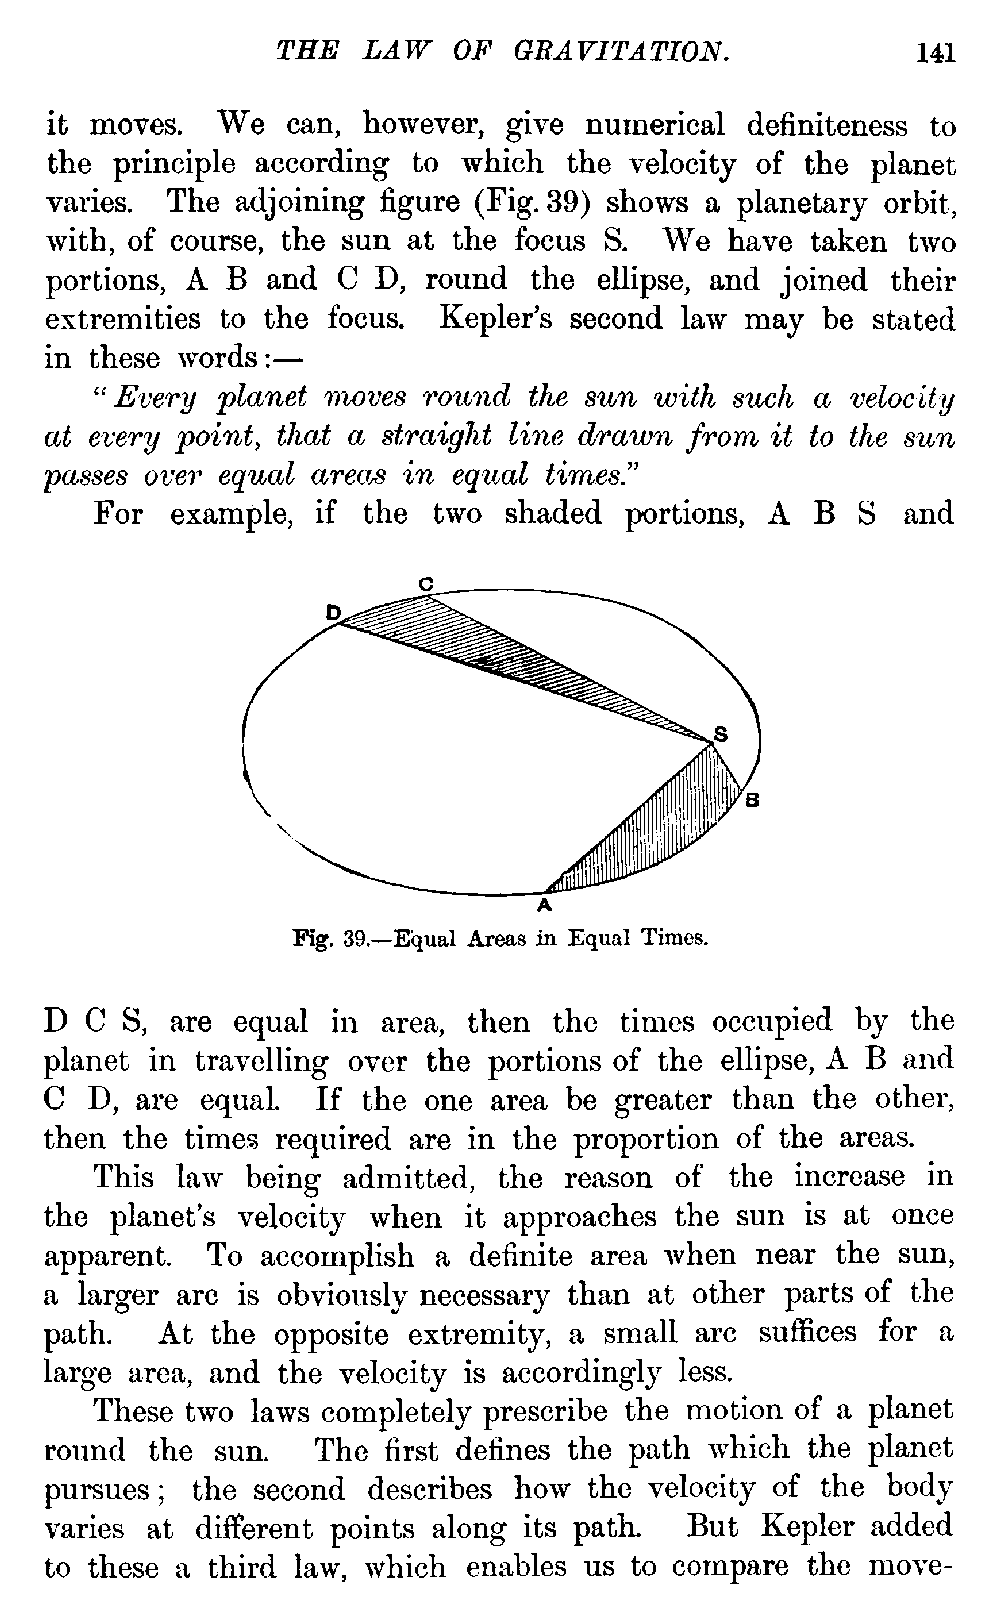 THE LAW OF GRAVITATION. 141
it moves. We can, however, give numerical definiteness to
the principle according to which the velocity of the planet
varies. The adjoining figure (Fig. 39) shows a planetary orbit,
with, of course, the sun at the focus S. We have taken two
portions, A B and C D, round the ellipse, and joined their
extremities to the focus. Kepler's second law may be stated
in these words:—
"Every planet moves round the sun with such a velocity
at every point, that a straight line drawn from it to the sun
passes over equal areas in equal times."
For example, if the two shaded portions, A B S and
C
D
S
B
A
Fig. 39.—Equal Areas in Equal Times.
D C S, are equal in area, then the times occupied by the
planet in travelling over the portions of the ellipse, A B and
C D, are equal. If the one area be greater than the other,
then the times required are in the proportion of the areas.
This law being admitted, the reason of the increase in
the planet's velocity when it approaches the sun is at once
apparent. To accomplish a definite area when near the sun,
a larger arc is obviously necessary than at other parts of the
path. At the opposite extremity, a small arc suffices for a
large area, and the velocity is accordingly less.
These two laws completely prescribe the motion of a planet
round the sun. The first defines the path which the planet
pursues; the second describes how the velocity of the body
varies at different points along its path. But Kepler added
to these a third law, which enables us to compare the move-